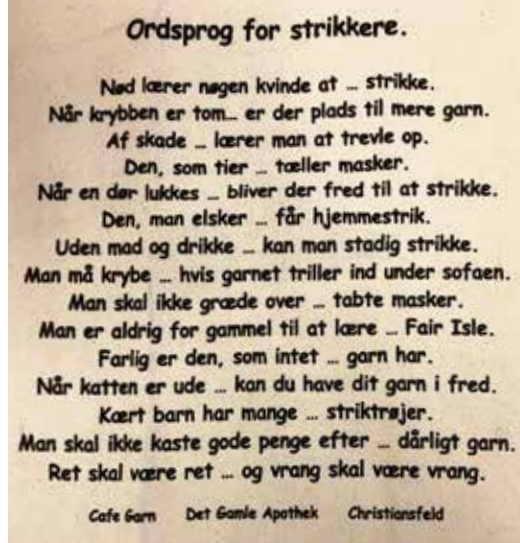 Ordsprog for strikkere.
Nød lærer nøgen kvinde at … strikke.
Når krybben er tom… er der plads til mere garn.
Af skade … lærer man at trevle op.
Den, som tier … tæller masker.
Når en dør lukkes … bliver der fred til at strikke.
Den, man elsker … får hjemmestrik.
Uden mad og drikke … kan man stadig strikke.
Man må krybe … hvis garnet triller ind under sofaen.
Man skal ikke græde over … tabte masker.
Man er aldrig for gammel til at lære … Fair Isle.
Farlig er den, som intet … garn har.
Når katten er ude … kan du have dit garn i fred.
Kært barn har mange … striktrøjer.
Man skal ikke kaste gode penge efter … dårligt garn.
Ret skal være ret … og vrang skal være vrang.
Cafe Garn Det Gamle Apothek Christiansfeld